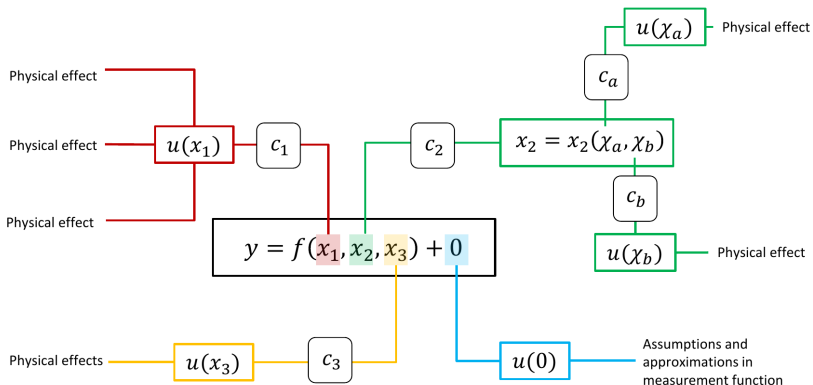 u(χₐ) Physical effect
Physical effect
cₐ
Physical effect u(x₁) c₁ c₂ x₂ = x₂(χₐ, χ_b)
c_b
Physical effect
y = f(x₁, x₂, x₃) + 0
u(χ_b) Physical effect
Physical effects u(x₃) c₃ u(0)
Assumptions and
approximations in
measurement function